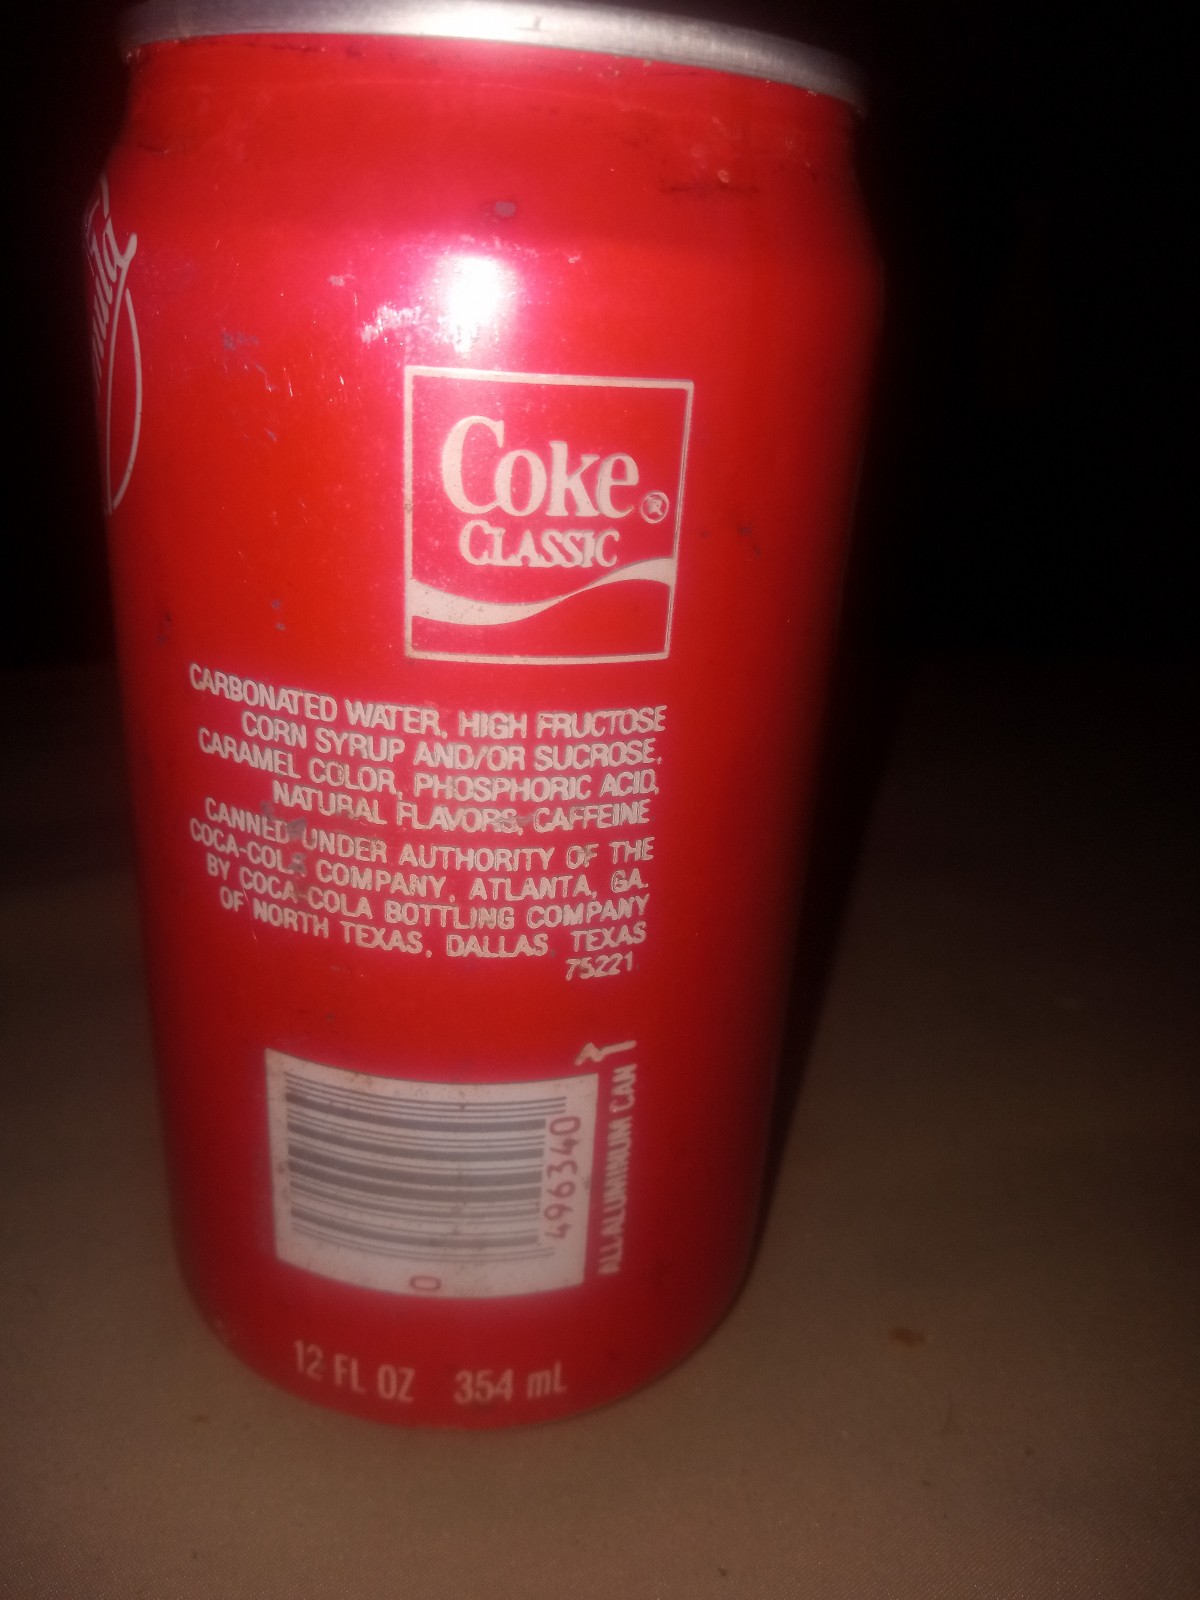 Coke®
CLASSIC
CARBONATED WATER, HIGH FRUCTOSE
CORN SYRUP AND/OR SUCROSE,
CARAMEL COLOR, PHOSPHORIC ACID,
NATURAL FLAVORS, CAFFEINE
CANNED UNDER AUTHORITY OF THE
COCA-COLA COMPANY, ATLANTA, GA.
BY COCA-COLA BOTTLING COMPANY
OF NORTH TEXAS, DALLAS, TEXAS
75221.
ALL ALUMINUM CAN
496340
0
12 FL OZ 354 mL